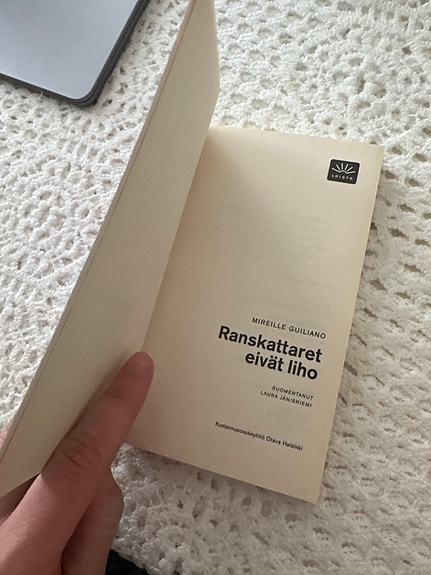 LOISTO
MIREILLE GUILIANO
Ranskattaret
eivät liho
SUOMENTANUT
LAURA JÄNISNIEMI
Kustannusosakeyhtiö Otava Helsinki